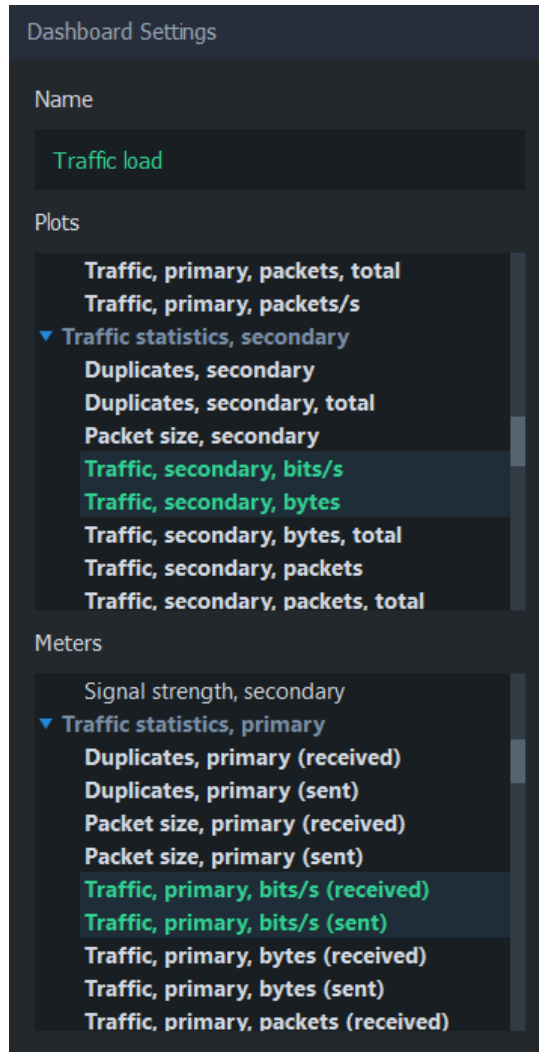 Dashboard Settings
Name
Traffic load
Plots
Traffic, primary, packets, total
Traffic, primary, packets/s
Traffic statistics, secondary
Duplicates, secondary
Duplicates, secondary, total
Packet size, secondary
Traffic, secondary, bits/s
Traffic, secondary, bytes
Traffic, secondary, bytes, total
Traffic, secondary, packets
Traffic, secondary, packets, total
Meters
Signal strength, secondary
Traffic statistics, primary
Duplicates, primary (received)
Duplicates, primary (sent)
Packet size, primary (received)
Packet size, primary (sent)
Traffic, primary, bits/s (received)
Traffic, primary, bits/s (sent)
Traffic, primary, bytes (received)
Traffic, primary, bytes (sent)
Traffic, primary, packets (received)